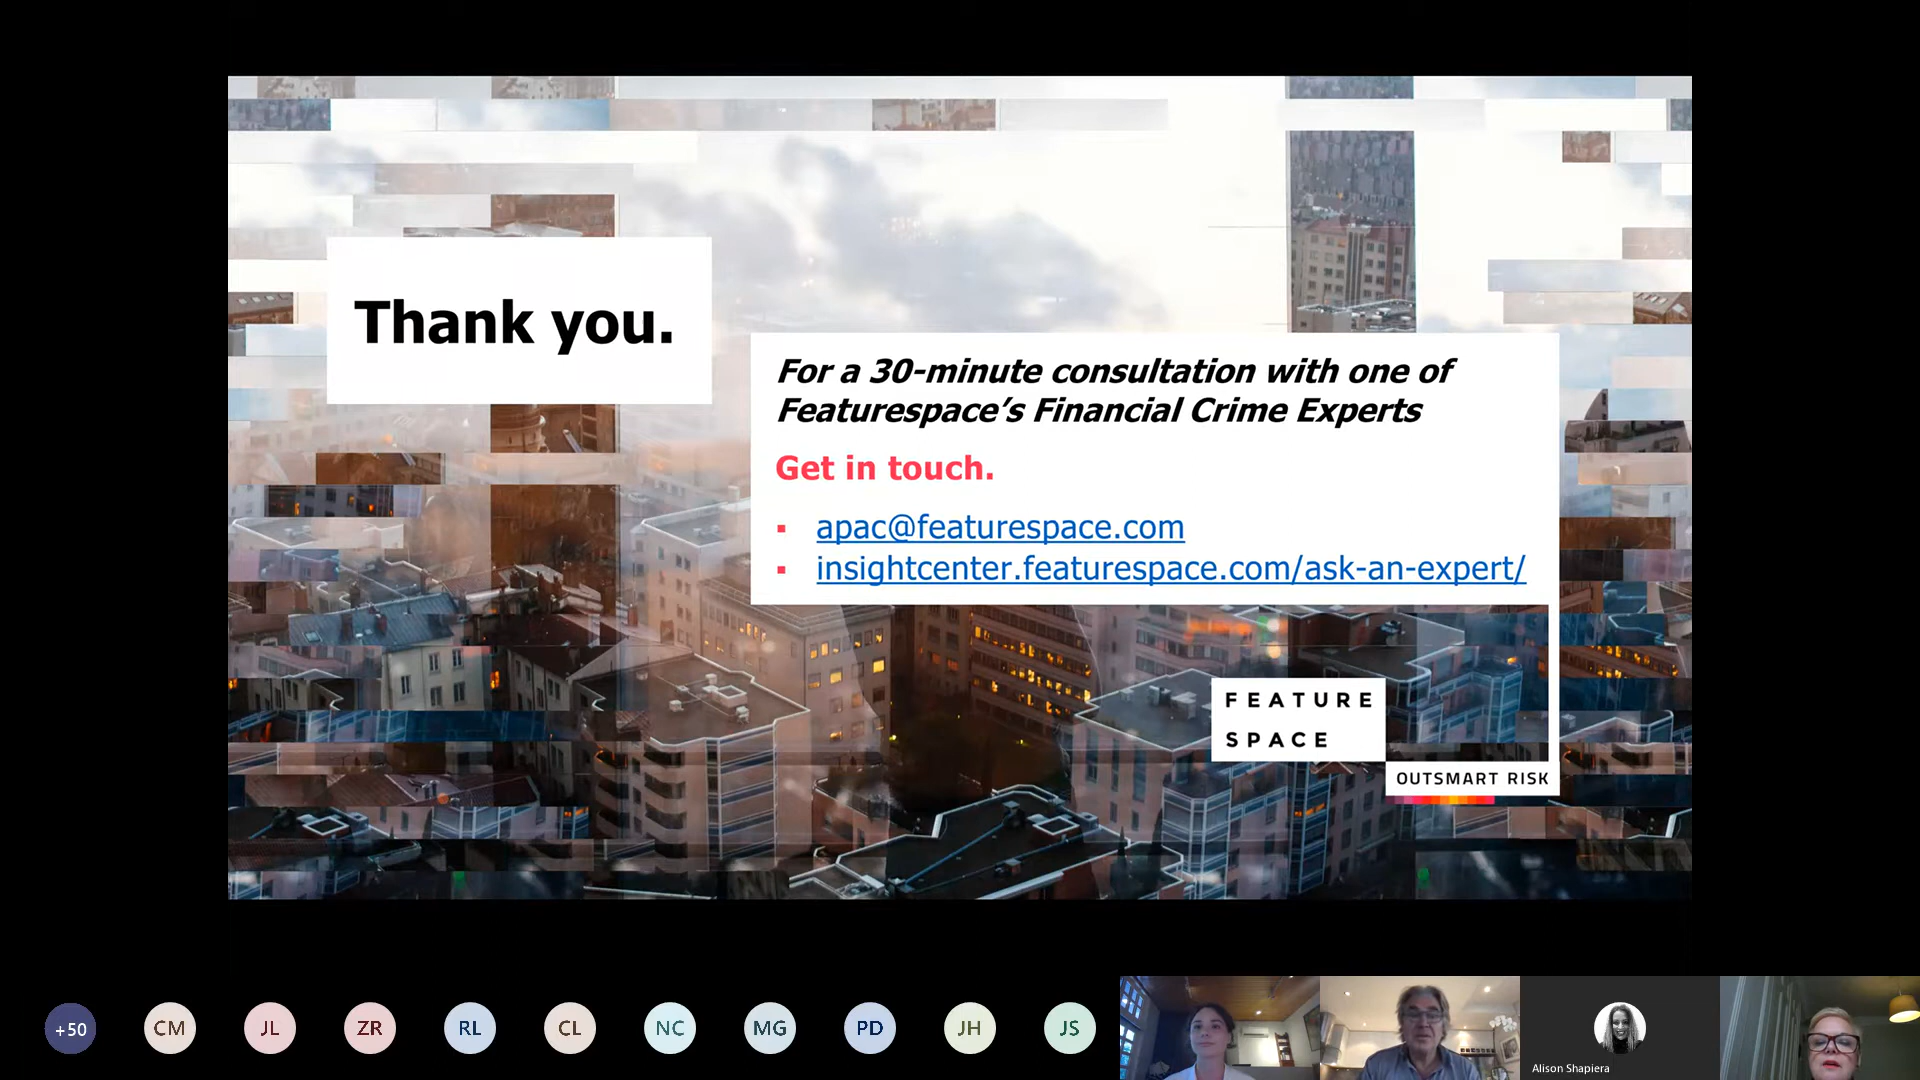 Thank you.
For a 30-minute consultation with one of
Featurespace's Financial Crime Experts
Get in touch.
▪ apac@featurespace.com
▪ insightcenter.featurespace.com/ask-an-expert/
FEATURE
SPACE
OUTSMART RISK
+50 CM JL ZR RL CL NC MG PD JH JS
Alison Shapiera